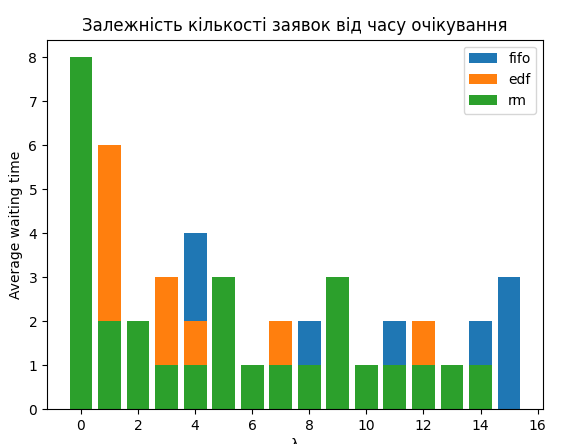 Залежність кількості заявок від часу очікування
fifo
edf
rm
Average waiting time
8
7
6
5
4
3
2
1
0
0 2 4 6 8 10 12 14 16
λ